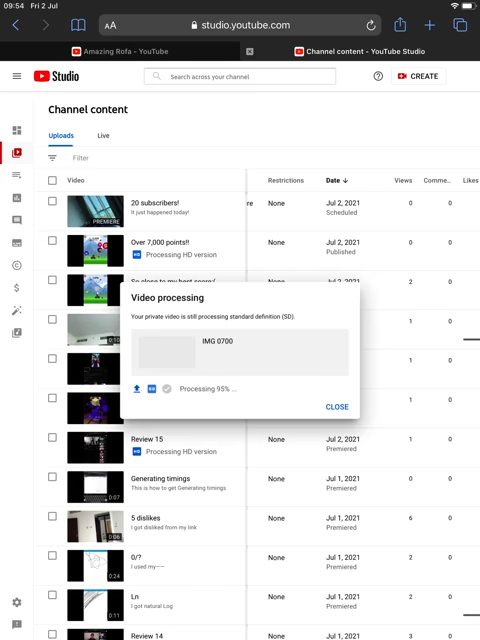 09:54 Fri 2 Jul
AA
studio.youtube.com
Amazing Rofa - YouTube
Channel content - YouTube Studio
Studio
Search across your channel
CREATE
Channel content
Uploads
Live
Filter
Video Restrictions Date Views Comme... Likes
20 subscribers! re None Jul 2, 2021 0 0
It just happened today! Scheduled
PREMIERE
Over 7,000 points!! None Jul 2, 2021 0 0
Processing HD version Published
So close to my best score:( None Jul 2, 2021 2 0
Video processing
Your private video is still processing standard definition (SD).
IMG 0700
SD Processing 95% ...
CLOSE
0:10 1 0
1 0
1 0
Review 15 None Jul 2, 2021 1 0
Processing HD version Premiered
Generating timings None Jul 1, 2021 0 0
This is how to get Generating timings Premiered
0:07
5 dislikes None Jul 1, 2021 6 0
I got disliked from my link Premiered
0:06
0/? None Jul 1, 2021 2 0
I used my~~ Premiered
0:24
Ln None Jul 1, 2021 2 0
I got natural Log Premiered
0:11
Review 14 None Jul 1, 2021 3 0